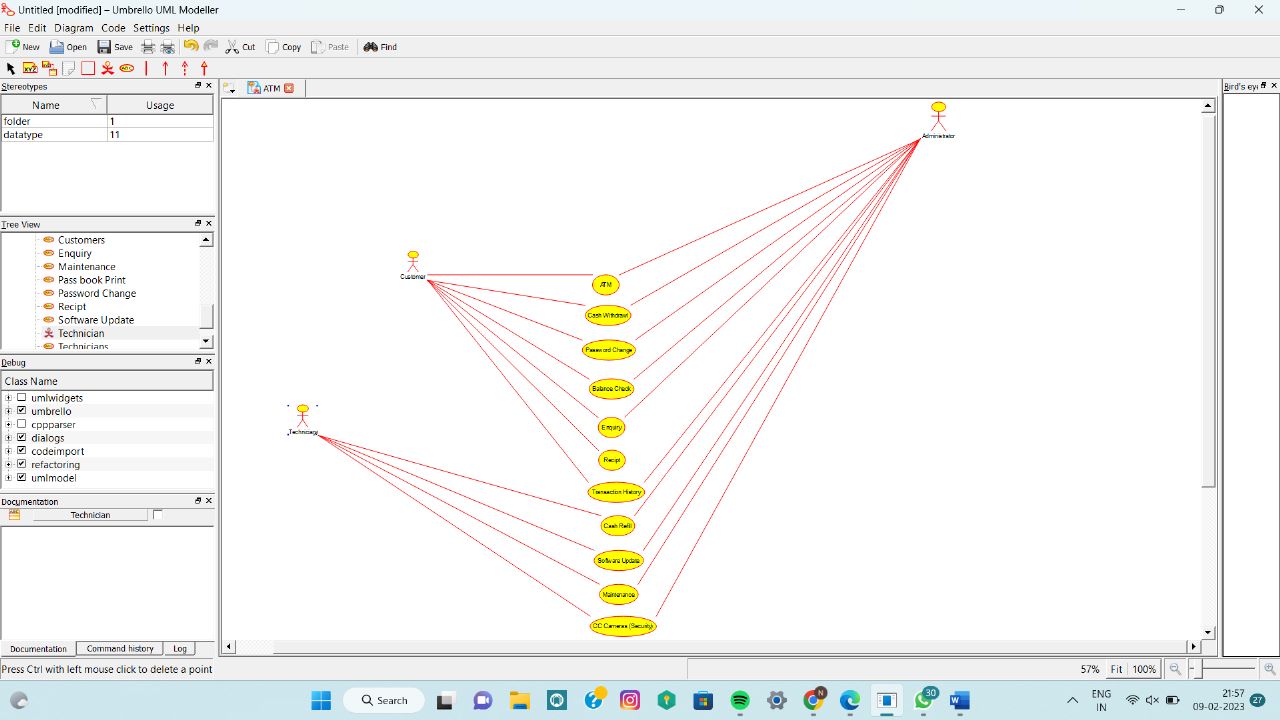 Untitled [modified] – Umbrello UML Modeller
File Edit Diagram Code Settings Help
New Open Save Cut Copy Paste Find
Stereotypes
Name Usage
folder 1
datatype 11
Tree View
Customers
Enquiry
Maintenance
Pass book Print
Password Change
Recipt
Software Update
Technician
Technicians
Debug
Class Name
umlwidgets
umbrello
cppparser
dialogs
codeimport
refactoring
umlmodel
Documentation
Technician
Documentation Command history Log
Press Ctrl with left mouse click to delete a point
ATM
Administrator
Customer
ATM
Cash Withdrawl
Password Change
Balance Check
Enquiry
Technician
Recipt
Transaction History
Cash Refill
Software Update
Maintenance
CC Cameras (Security)
Bird's eye
57% Fit 100%
Search
N
30
ENG
IN
21:57
09-02-2023
27